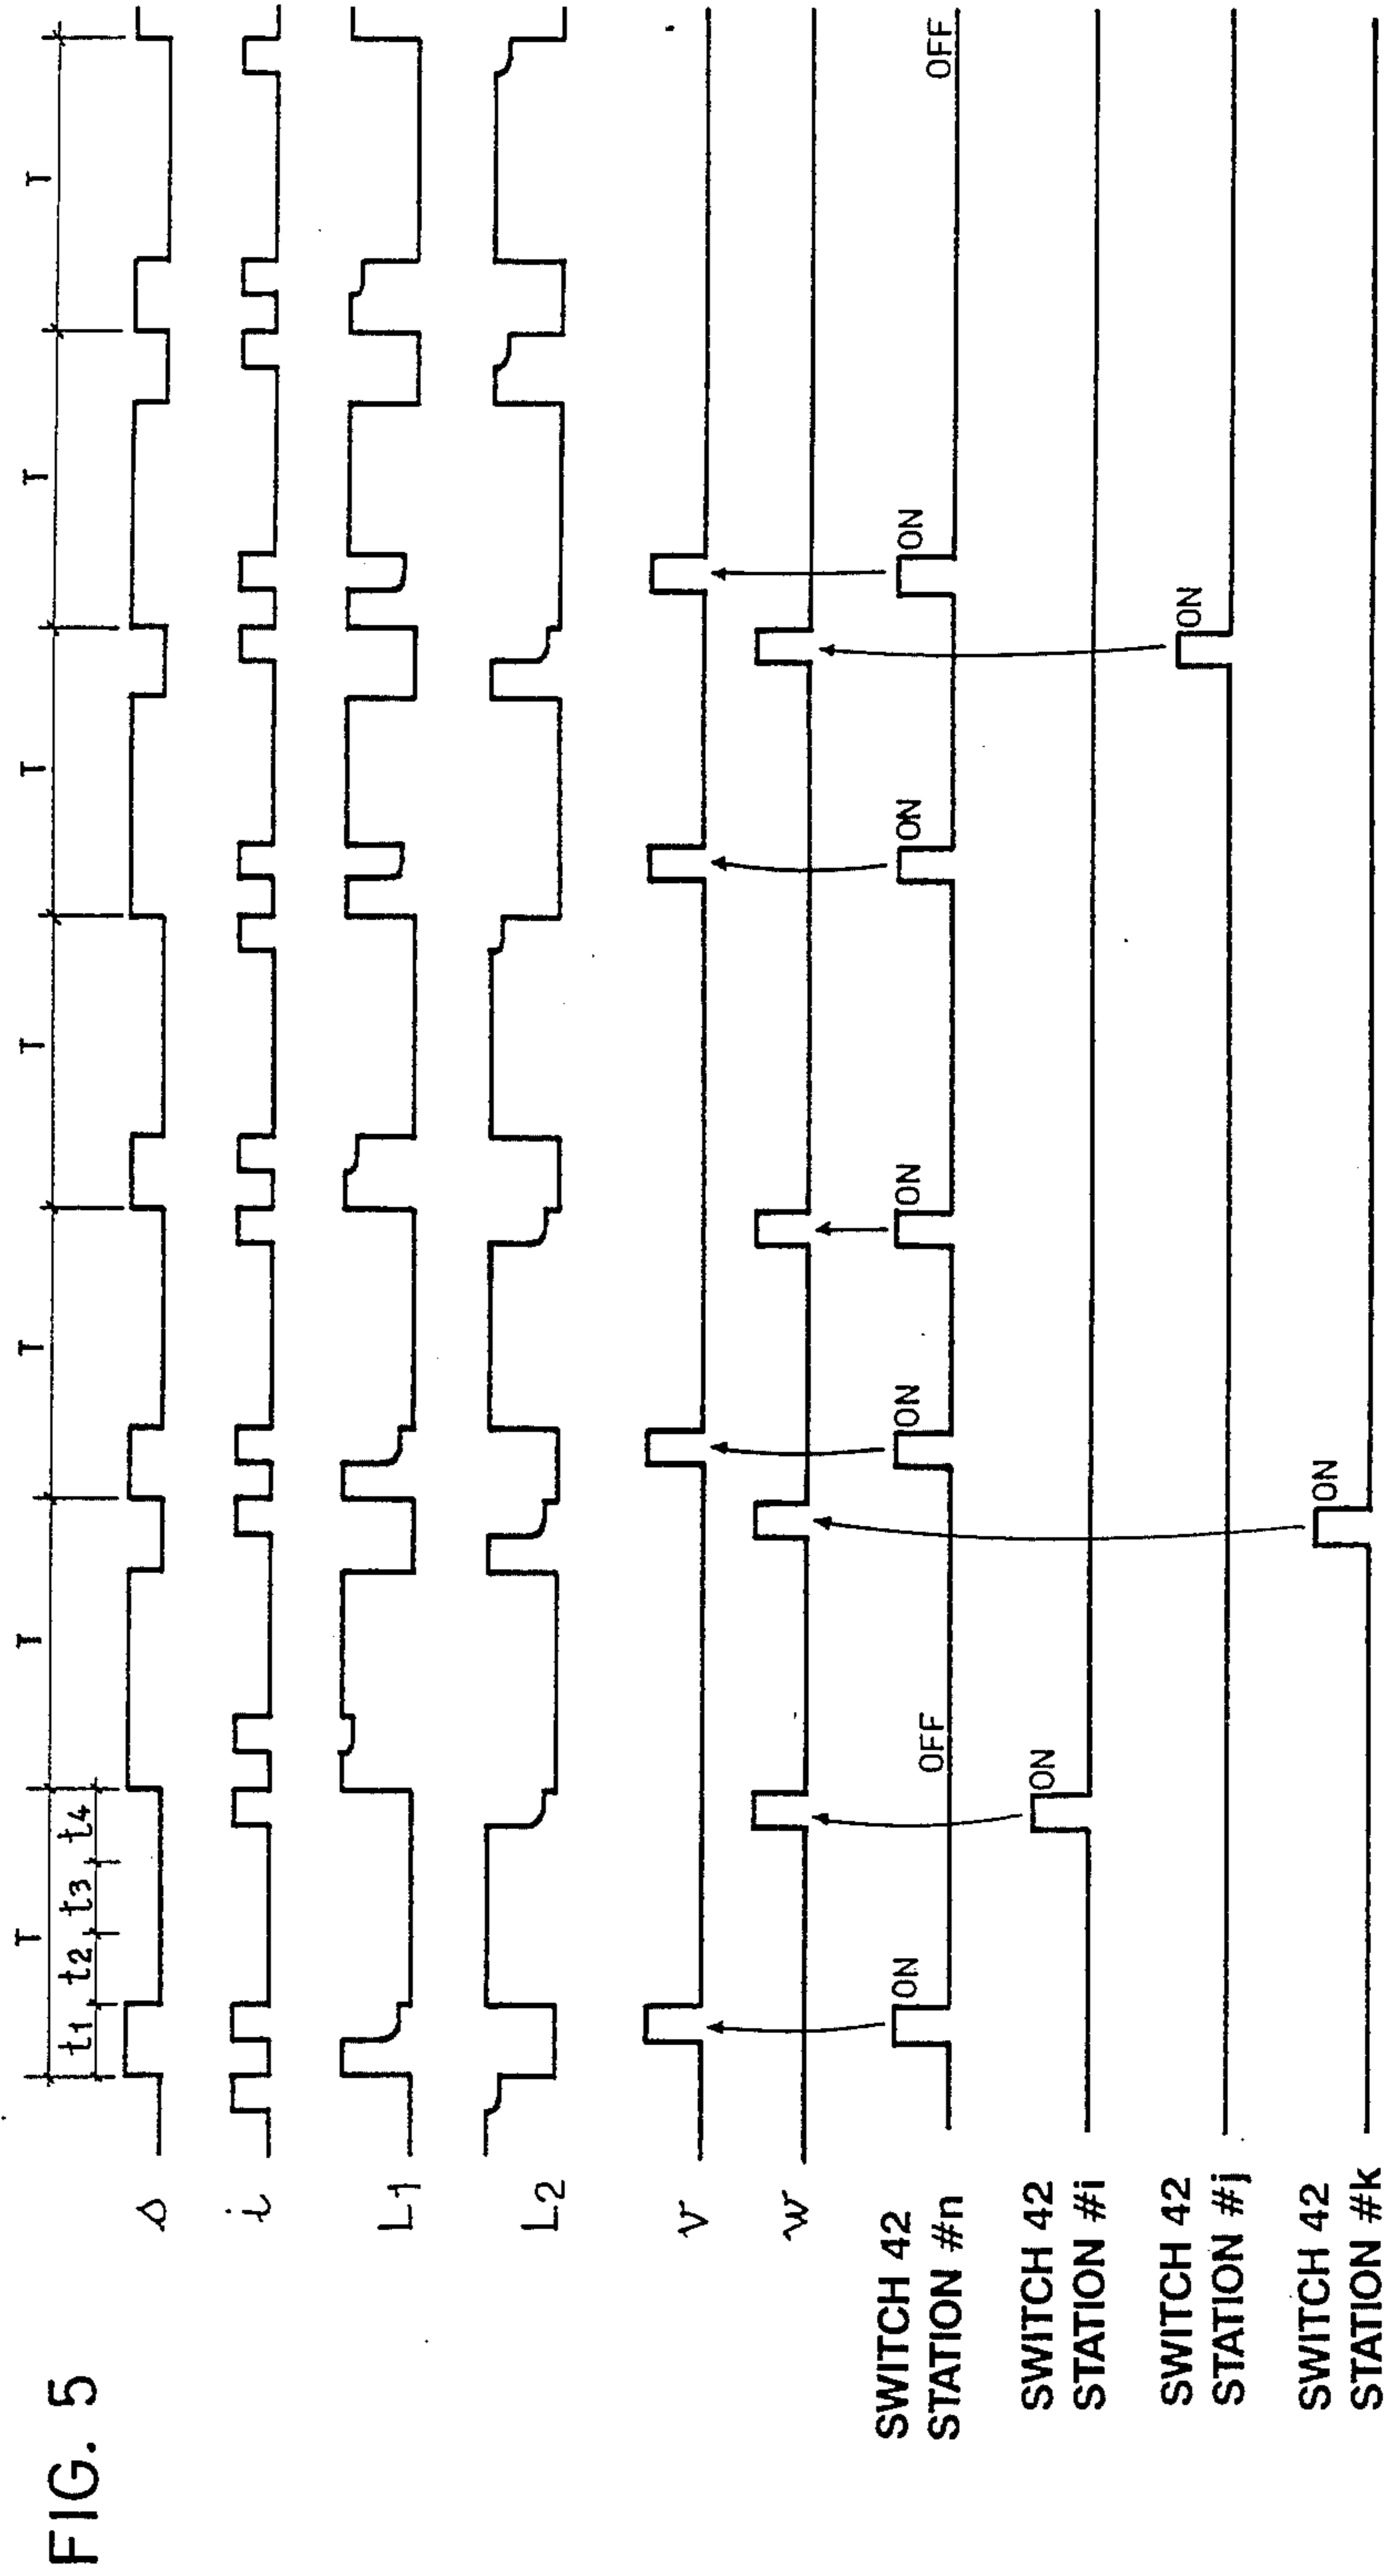 FIG. 5
T T T T T T T
t1 t2 t3 t4
s
i
L1
L2
v
w
SWITCH 42
STATION #n
ON OFF ON ON ON ON OFF
SWITCH 42
STATION #i
ON
SWITCH 42
STATION #j
ON
SWITCH 42
STATION #k
ON